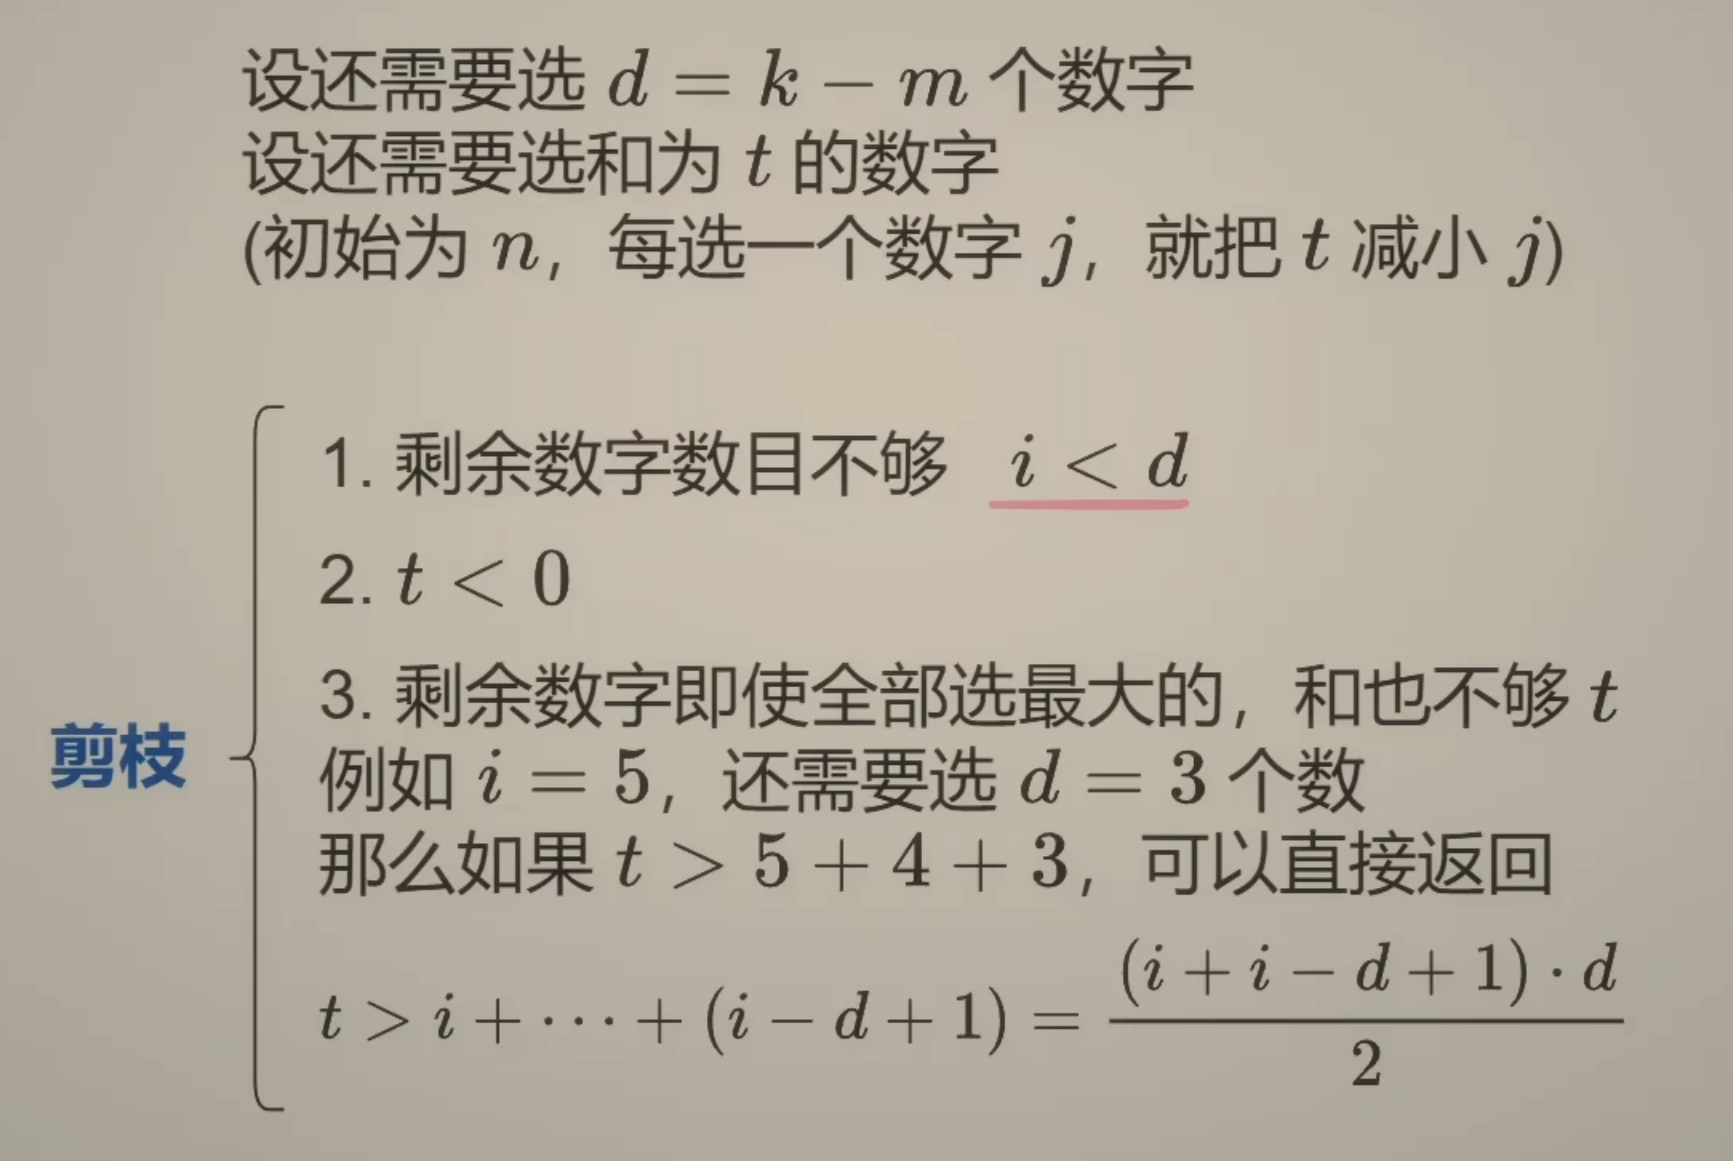 设还需要选 d = k − m 个数字
设还需要选和为 t 的数字
(初始为 n，每选一个数字 j，就把 t 减小 j)
1. 剩余数字数目不够 i < d
2. t < 0
3. 剩余数字即使全部选最大的，和也不够 t
例如 i = 5，还需要选 d = 3 个数
那么如果 t > 5 + 4 + 3，可以直接返回
t > i + ··· + (i − d + 1) = (i + i − d + 1) · d / 2
剪枝